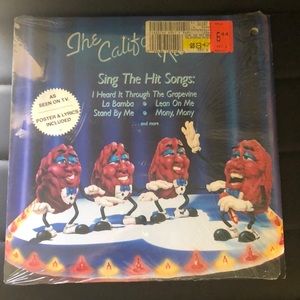 The
Sing The Hit Songs:
I Heard It Through The Grapevine
La Bamba • Lean On Me
Stand By Me • Mony, Mony
. . . and more
AS
SEEN ON T.V.
POSTER & LYRICS
INCLUDED